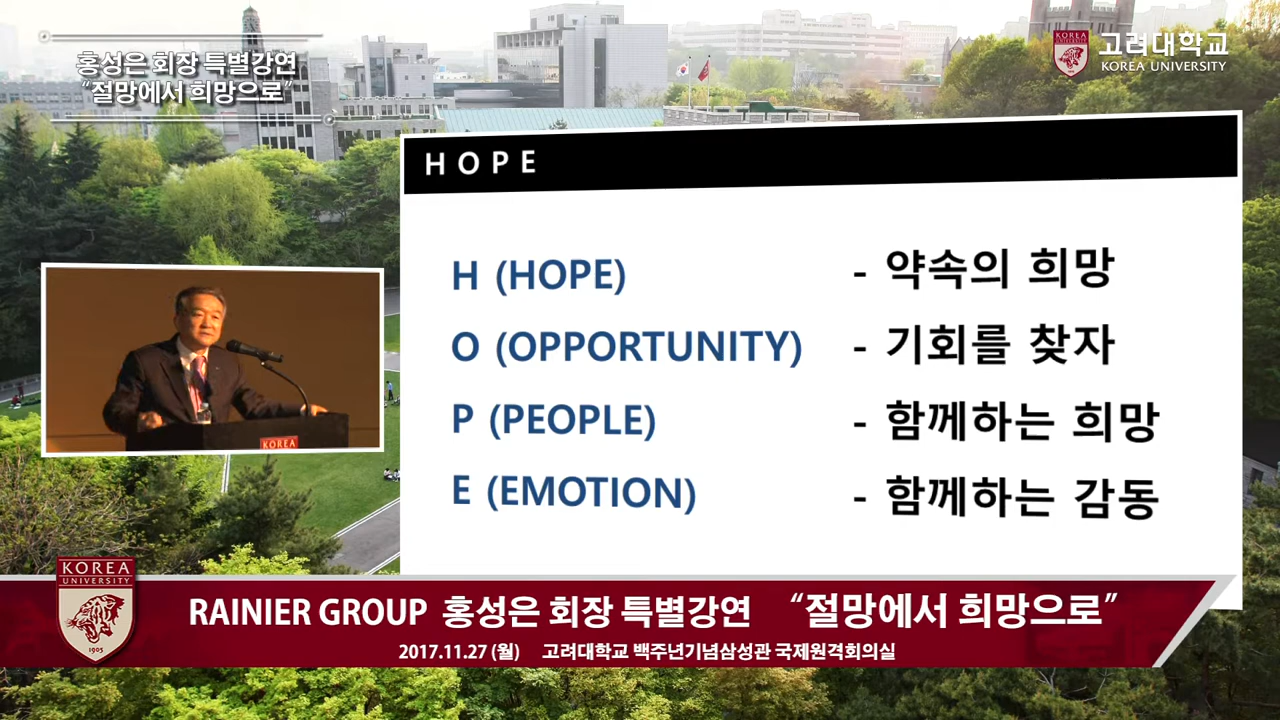 홍성은 회장 특별강연
“절망에서 희망으로”
KOREA
UNIVERSITY
고려대학교
KOREA UNIVERSITY
HOPE
H (HOPE) - 약속의 희망
O (OPPORTUNITY) - 기회를 찾자
P (PEOPLE) - 함께하는 희망
E (EMOTION) - 함께하는 감동
KOREA
KOREA
UNIVERSITY
1905
RAINIER GROUP 홍성은 회장 특별강연 “절망에서 희망으로”
2017.11.27 (월) 고려대학교 백주년기념삼성관 국제원격회의실